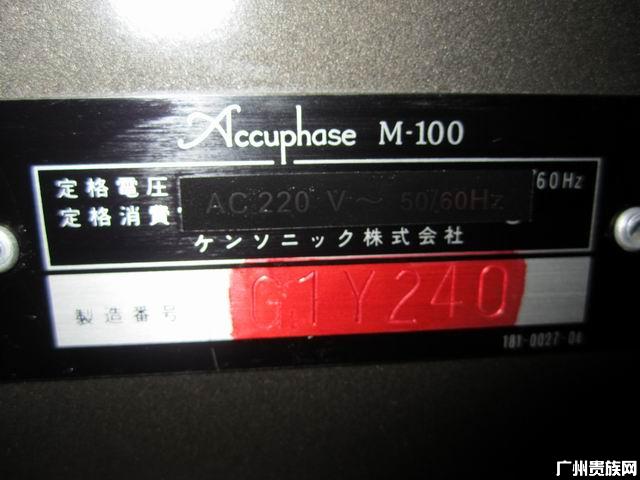 Accuphase M-100
定格電圧 /60Hz
定格消費
AC 220 V ~ 50/60Hz
ケンソニック株式会社
製造番号 G1Y240
181-0027-04
广州贵族网